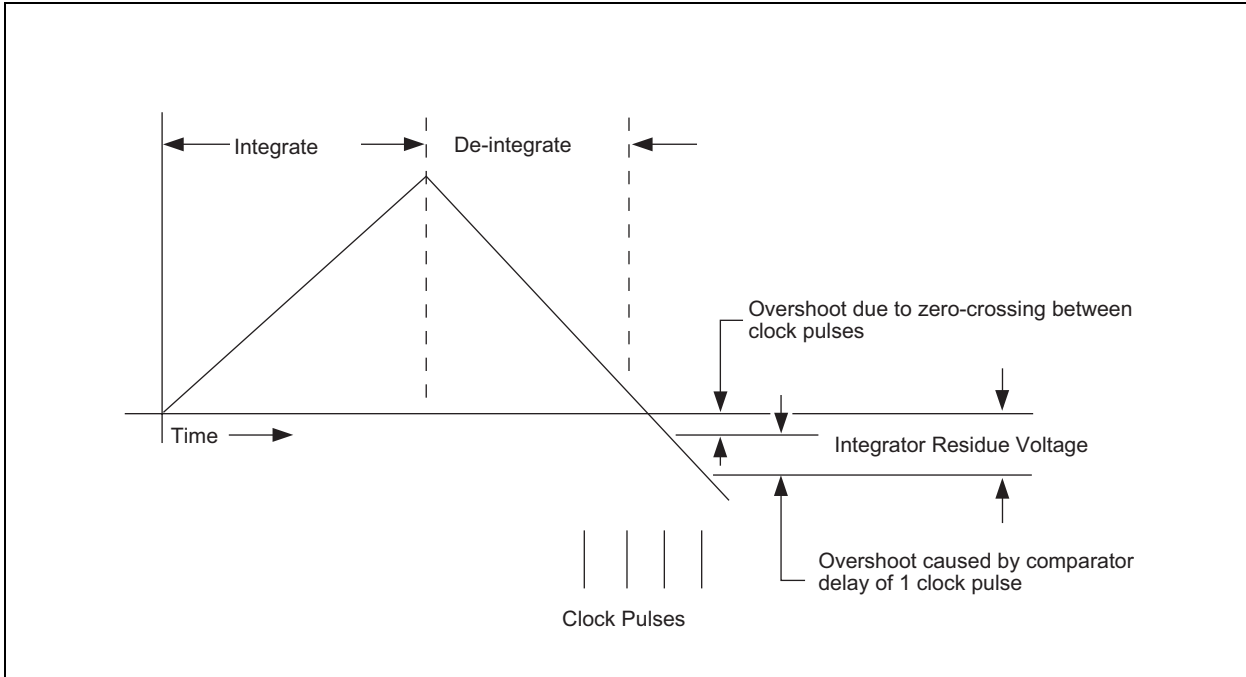 Integrate
De-integrate
Overshoot due to zero-crossing between
clock pulses
Time
Integrator Residue Voltage
Overshoot caused by comparator
delay of 1 clock pulse
Clock Pulses